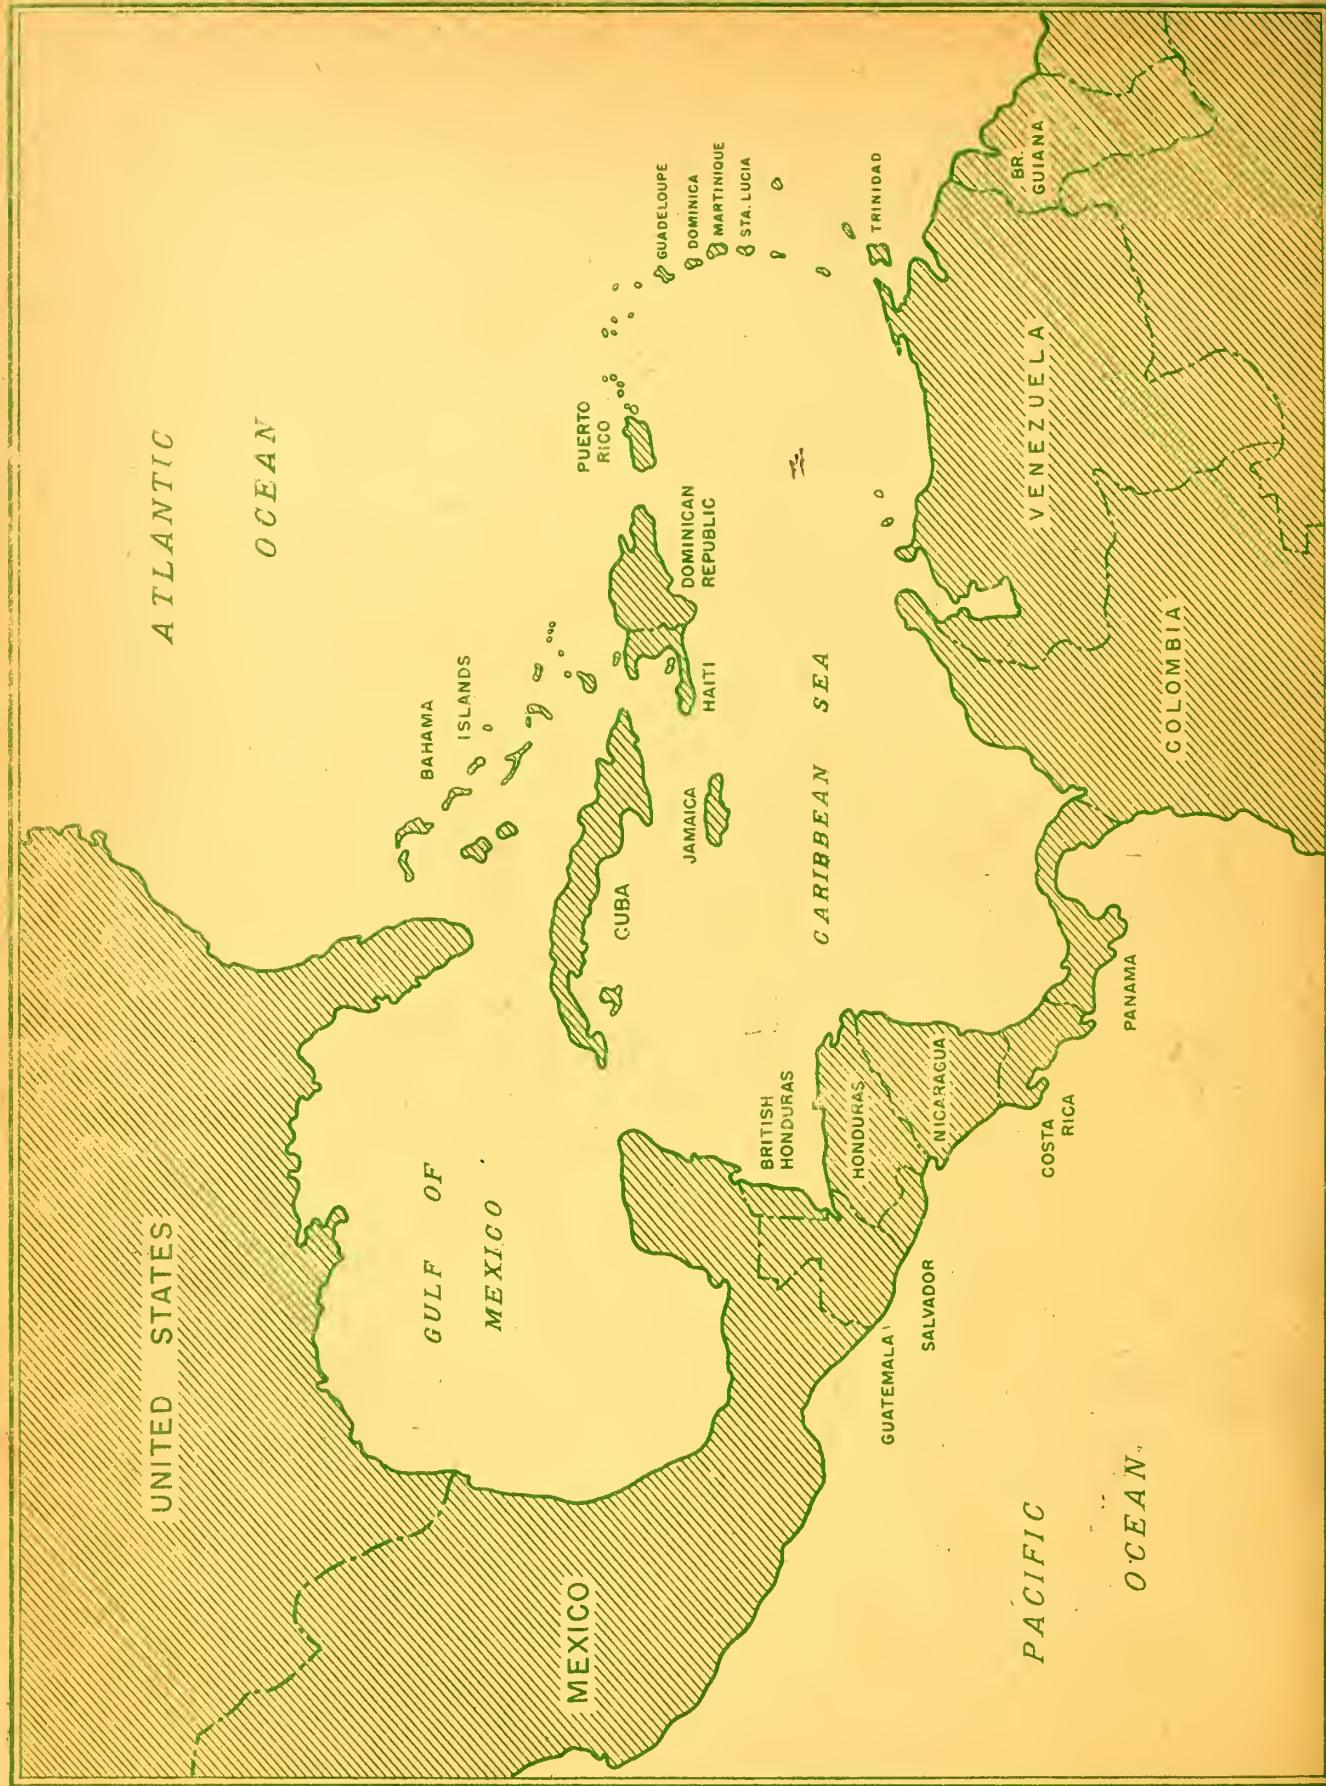 UNITED STATES
ATLANTIC
OCEAN
GULF OF
MEXICO
BAHAMA
ISLANDS
MEXICO
CUBA
PUERTO
RICO
DOMINICAN
REPUBLIC
HAITI
JAMAICA
GUADELOUPE
DOMINICA
MARTINIQUE
STA. LUCIA
TRINIDAD
CARIBBEAN SEA
BRITISH
HONDURAS
HONDURAS
NICARAGUA
GUATEMALA
SALVADOR
COSTA
RICA
PANAMA
PACIFIC
OCEAN
COLOMBIA
VENEZUELA
BR.
GUIANA